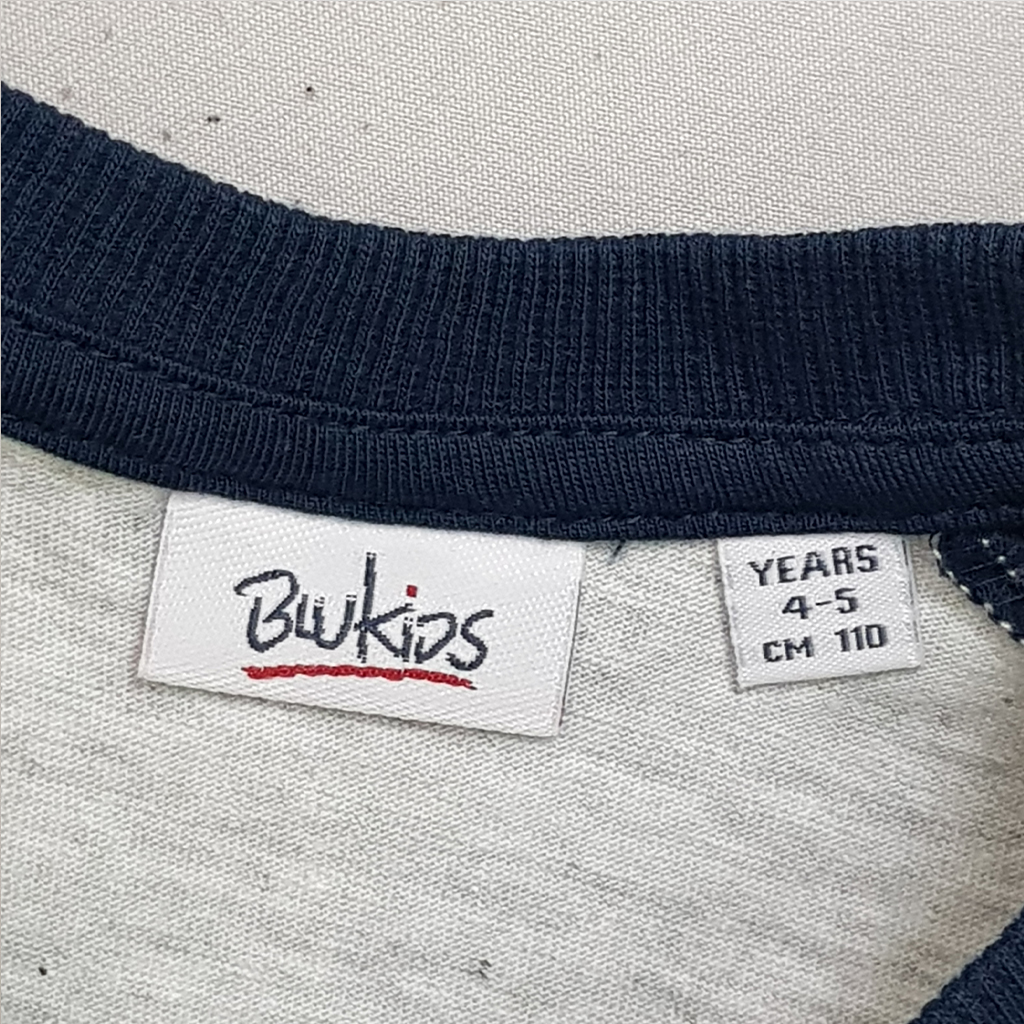 BLUKIDS
YEARS
4-5
CM 110